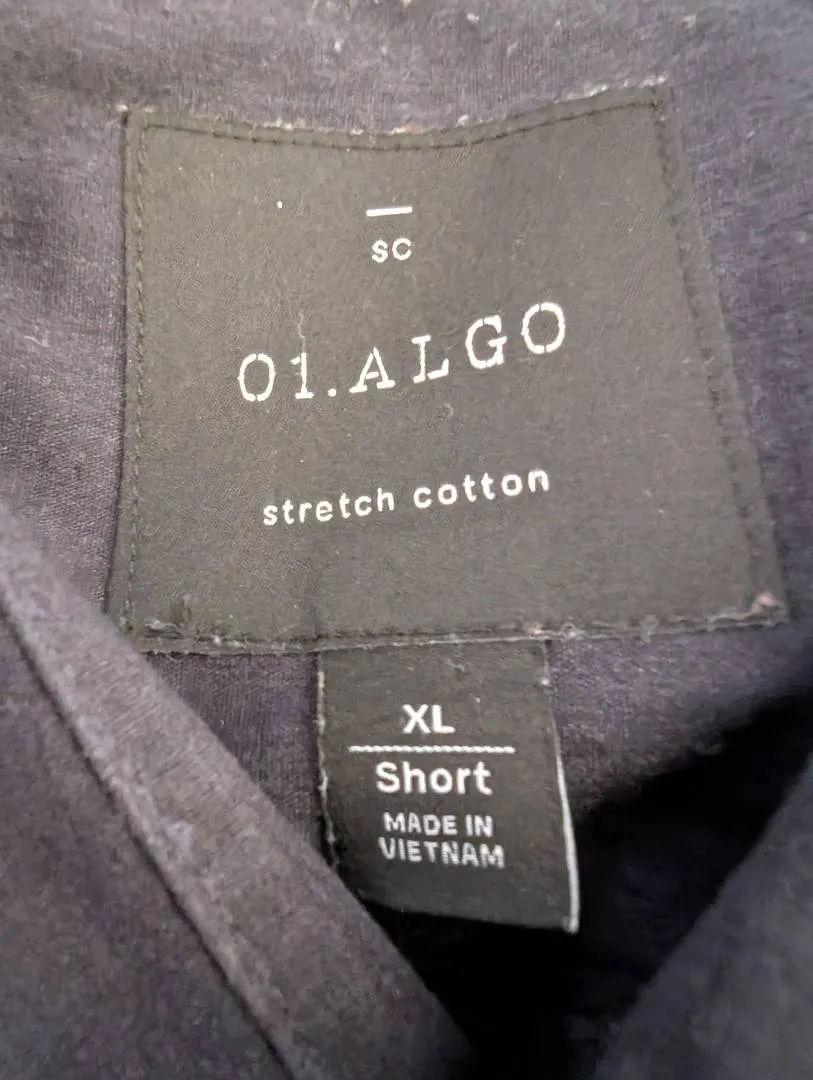 SC
01.ALGO
stretch cotton
XL
Short
MADE IN
VIETNAM